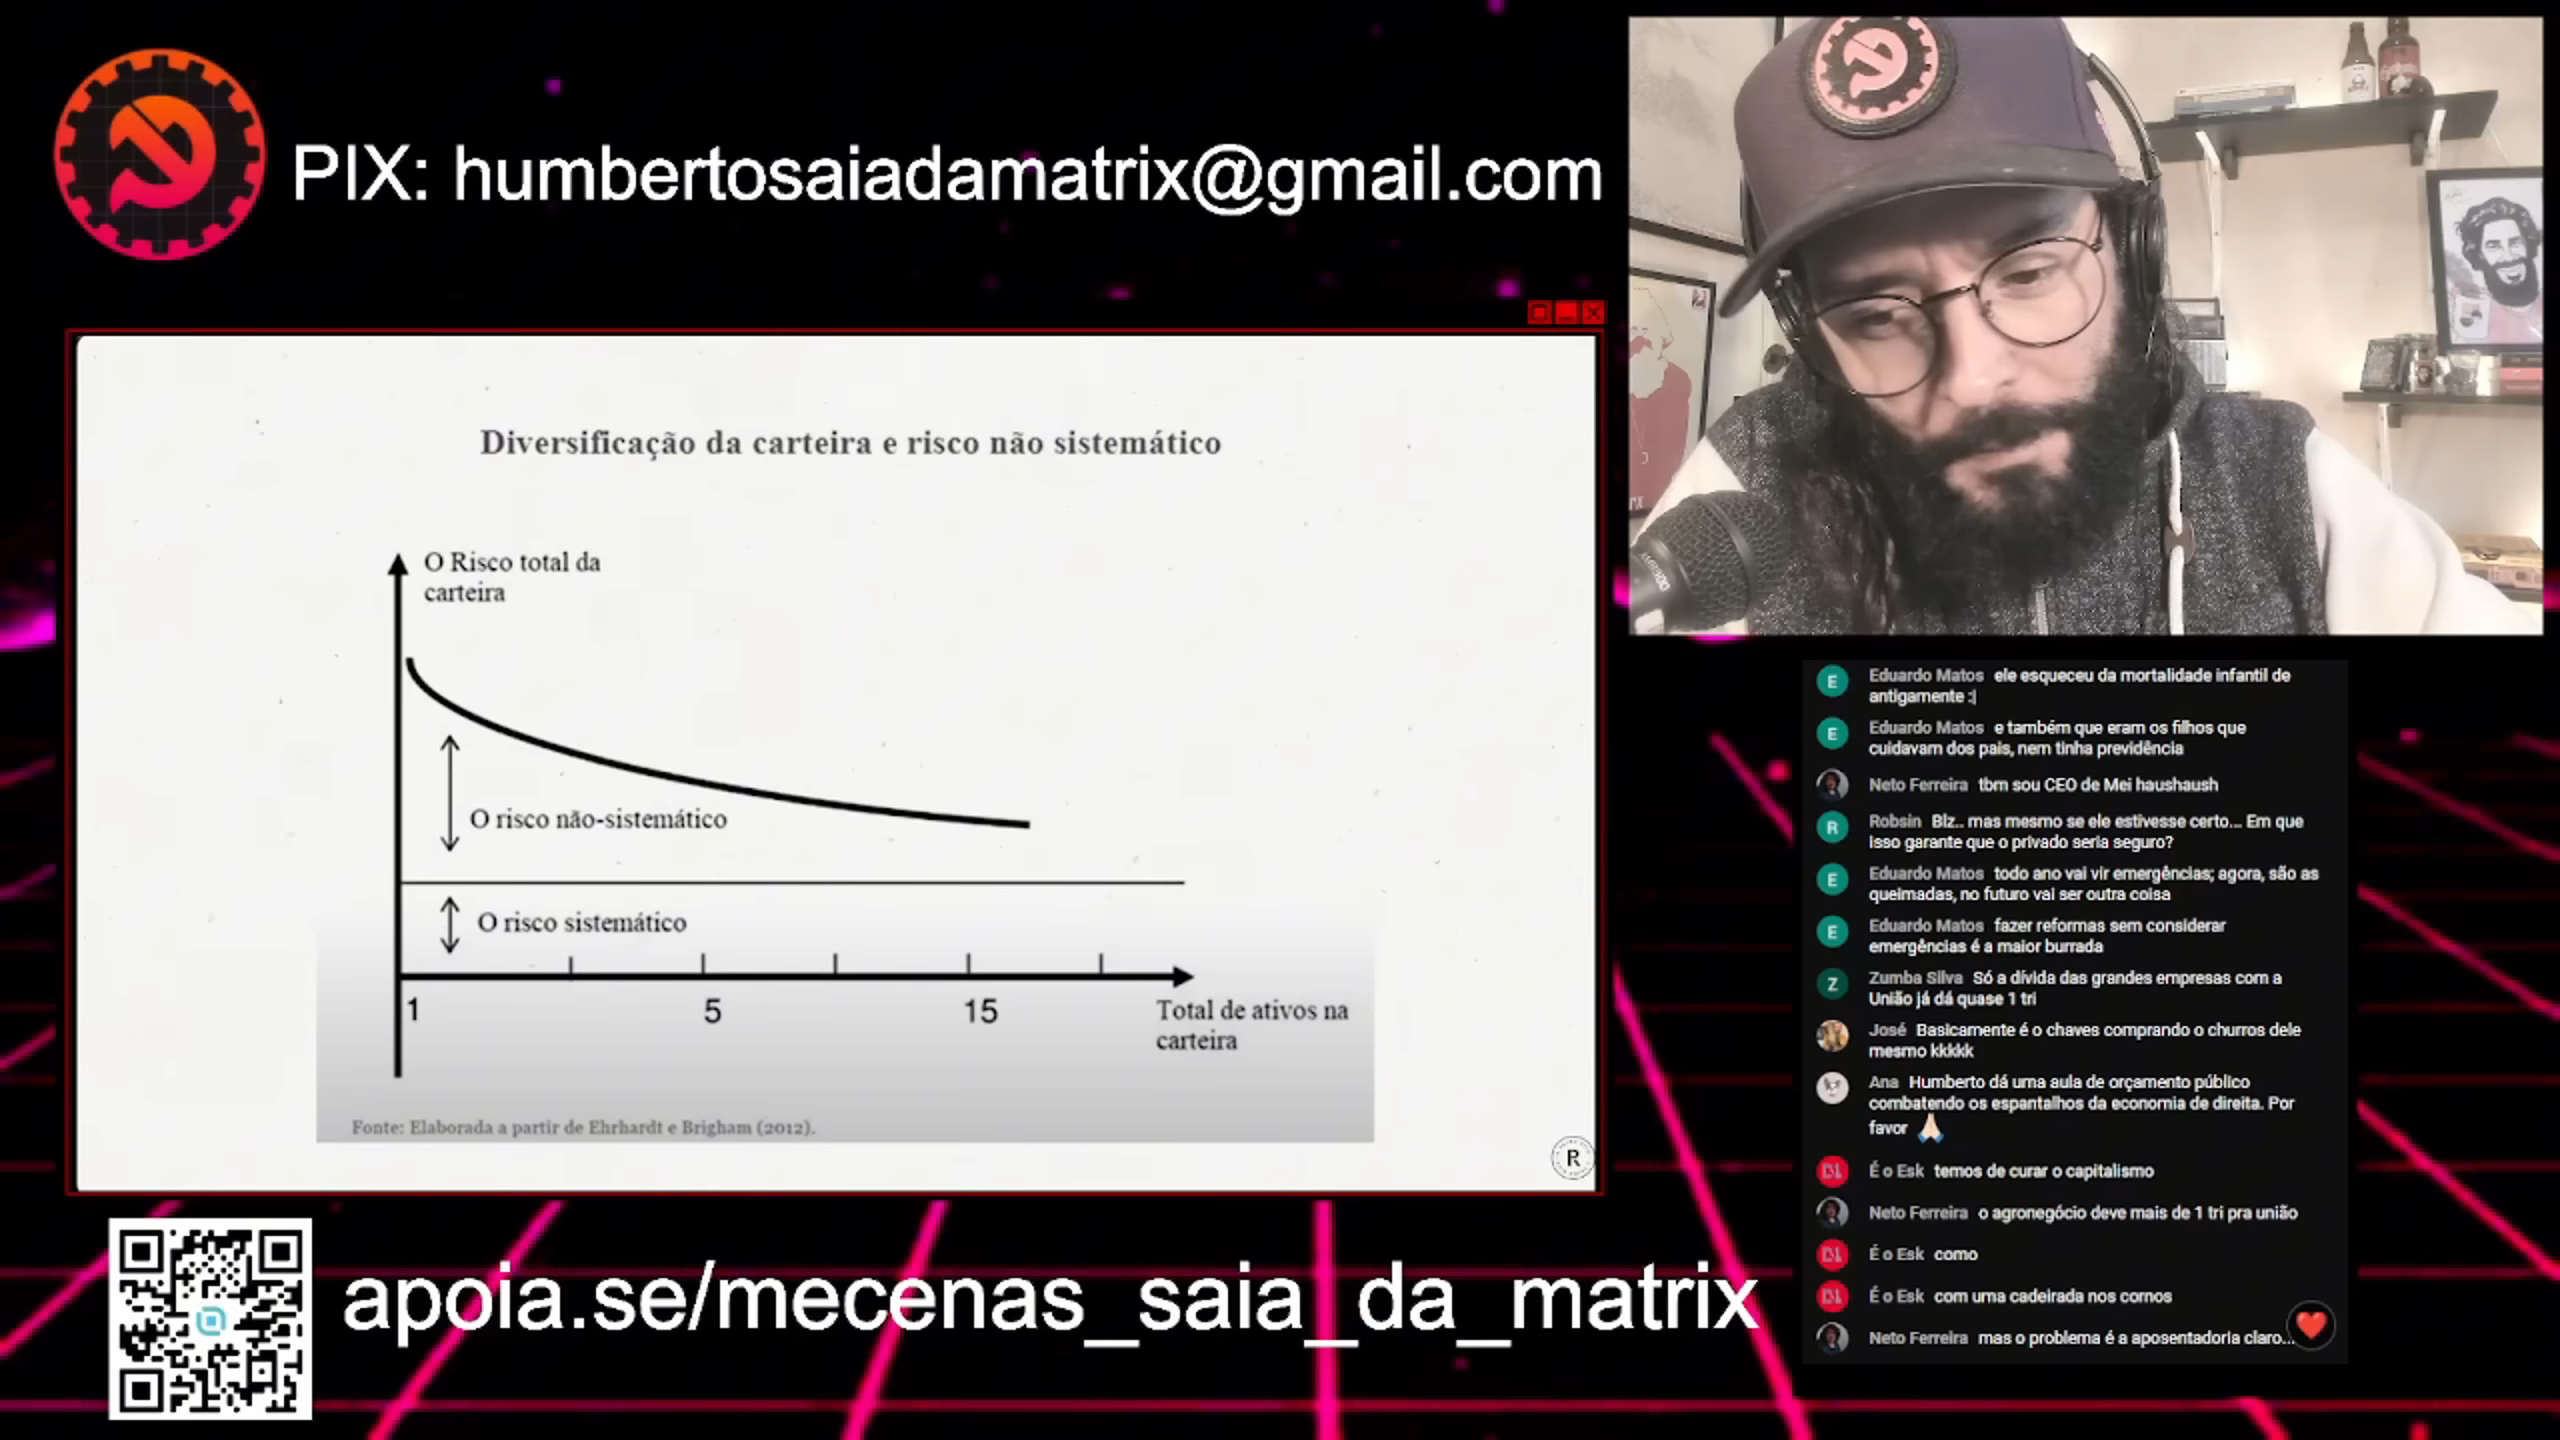 PIX: humbertosaiadamatrix@gmail.com
Diversificação da carteira e risco não sistemático
O Risco total da
carteira
O risco não-sistemático
O risco sistemático
1
5
15
Total de ativos na
carteira
Fonte: Elaborada a partir de Ehrhardt e Brigham (2012).
R
apoia.se/mecenas_saia_da_matrix
E Eduardo Matos ele esqueceu da mortalidade infantil de
antigamente :|
E Eduardo Matos e também que eram os filhos que
cuidavam dos pais, nem tinha previdência
Neto Ferreira tbm sou CEO de Mei haushaush
R Robsin Blz.. mas mesmo se ele estivesse certo... Em que
isso garante que o privado seria seguro?
E Eduardo Matos todo ano vai vir emergências; agora, são as
queimadas, no futuro vai ser outra coisa
E Eduardo Matos fazer reformas sem considerar
emergências é a maior burrada
Z Zumba Silva Só a dívida das grandes empresas com a
União já dá quase 1 tri
José Basicamente é o chaves comprando o churros dele
mesmo kkkkk
Ana Humberto dá uma aula de orçamento público
combatendo os espantalhos da economia de direita. Por
favor 🙏🏻
É o Esk temos de curar o capitalismo
Neto Ferreira o agronegócio deve mais de 1 tri pra união
É o Esk como
É o Esk com uma cadeirada nos cornos
Neto Ferreira mas o problema é a aposentadoria claro...